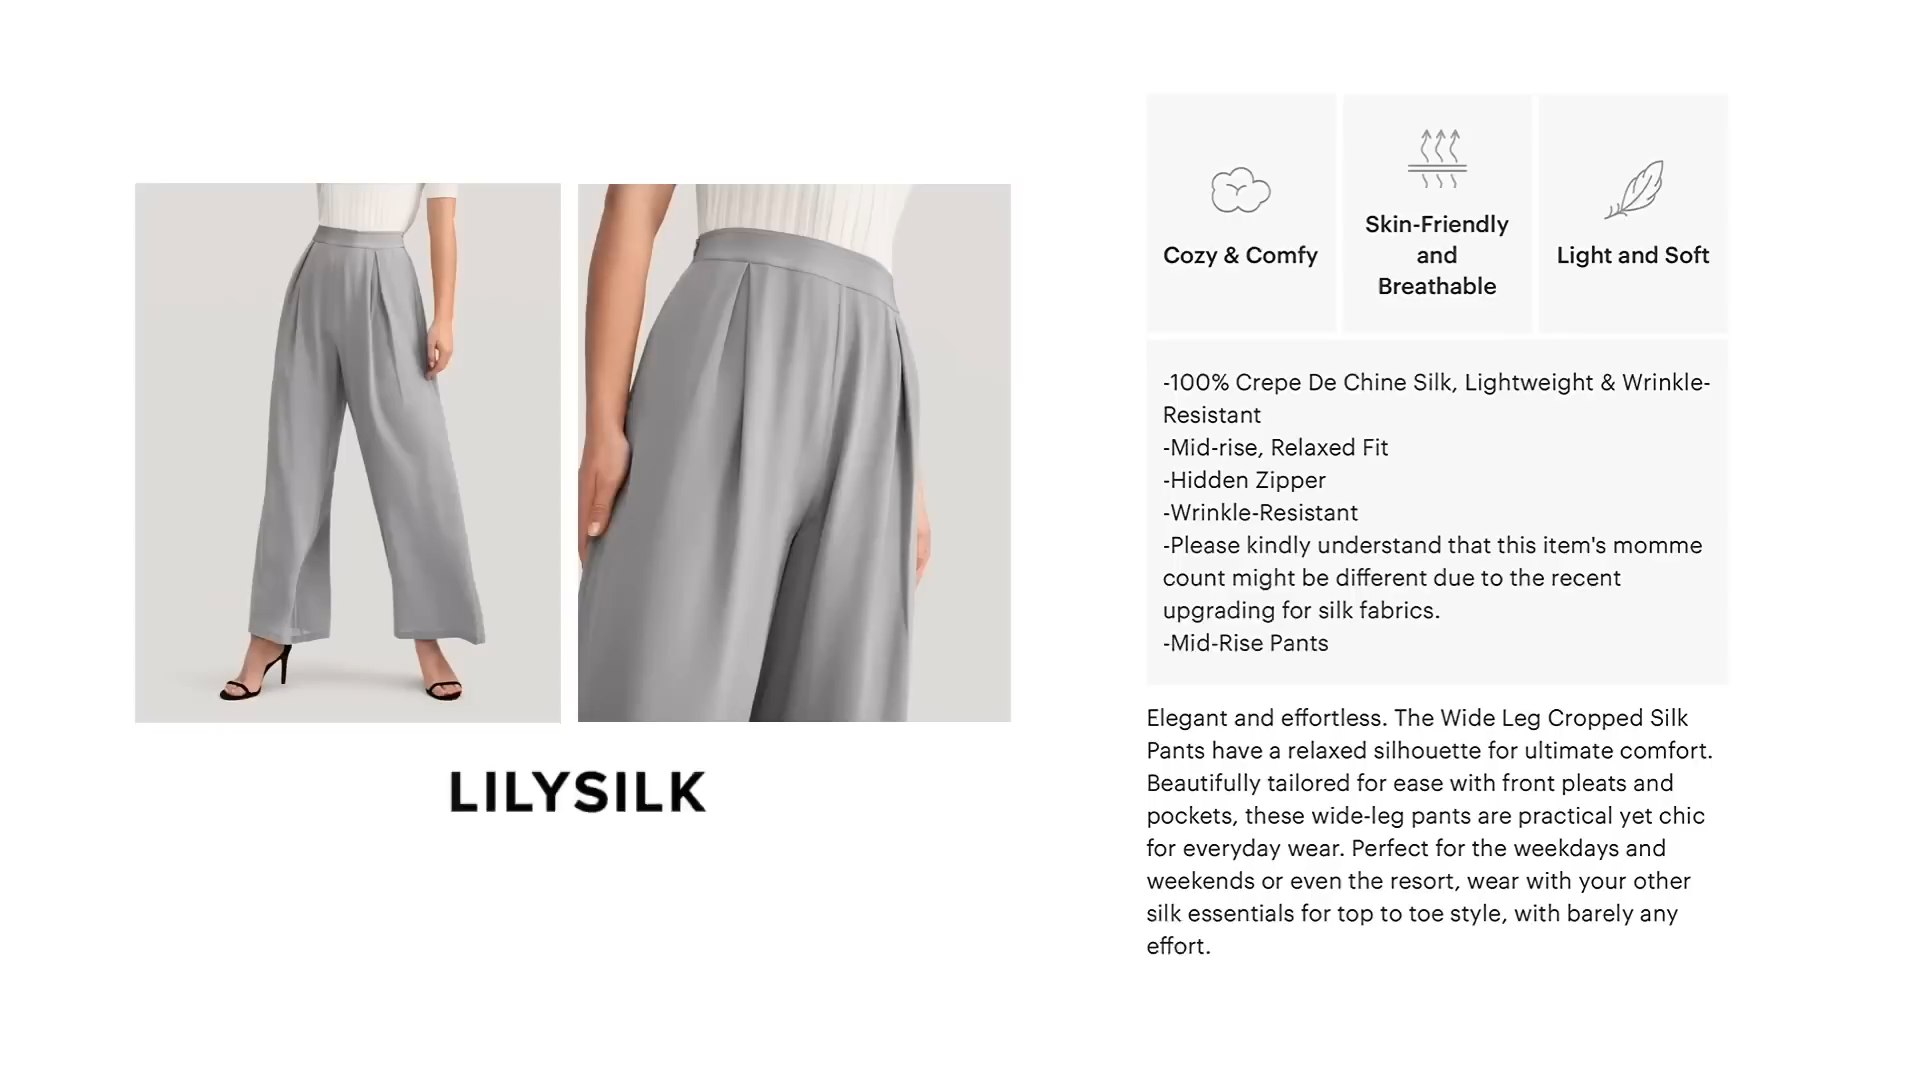 Cozy & Comfy
Skin-Friendly
and
Breathable
Light and Soft
-100% Crepe De Chine Silk, Lightweight & Wrinkle-
Resistant
-Mid-rise, Relaxed Fit
-Hidden Zipper
-Wrinkle-Resistant
-Please kindly understand that this item's momme
count might be different due to the recent
upgrading for silk fabrics.
-Mid-Rise Pants
Elegant and effortless. The Wide Leg Cropped Silk
Pants have a relaxed silhouette for ultimate comfort.
Beautifully tailored for ease with front pleats and
pockets, these wide-leg pants are practical yet chic
for everyday wear. Perfect for the weekdays and
weekends or even the resort, wear with your other
silk essentials for top to toe style, with barely any
effort.
LILYSILK